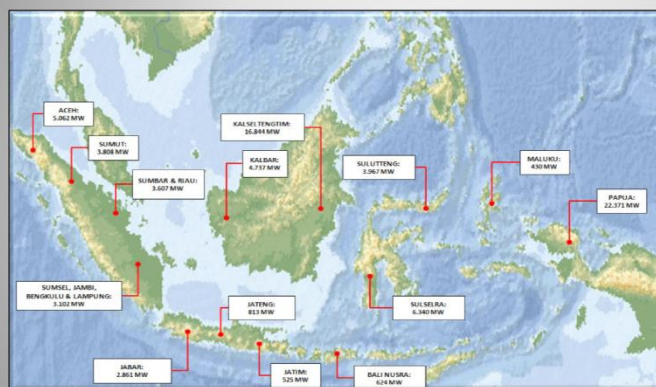 ACEH:
5.062 MW
SUMUT:
3.808 MW
SUMBAR & RIAU:
3.607 MW
SUMSEL, JAMBI,
BENGKULU & LAMPUNG:
3.102 MW
KALSELTENGTIM:
16.844 MW
KALBAR:
4.737 MW
SULUTTENG:
3.967 MW
MALUKU:
430 MW
PAPUA:
22.371 MW
SULSELRA:
6.340 MW
JATENG:
813 MW
JABAR:
2.861 MW
JATIM:
525 MW
BALI NUSRA:
624 MW